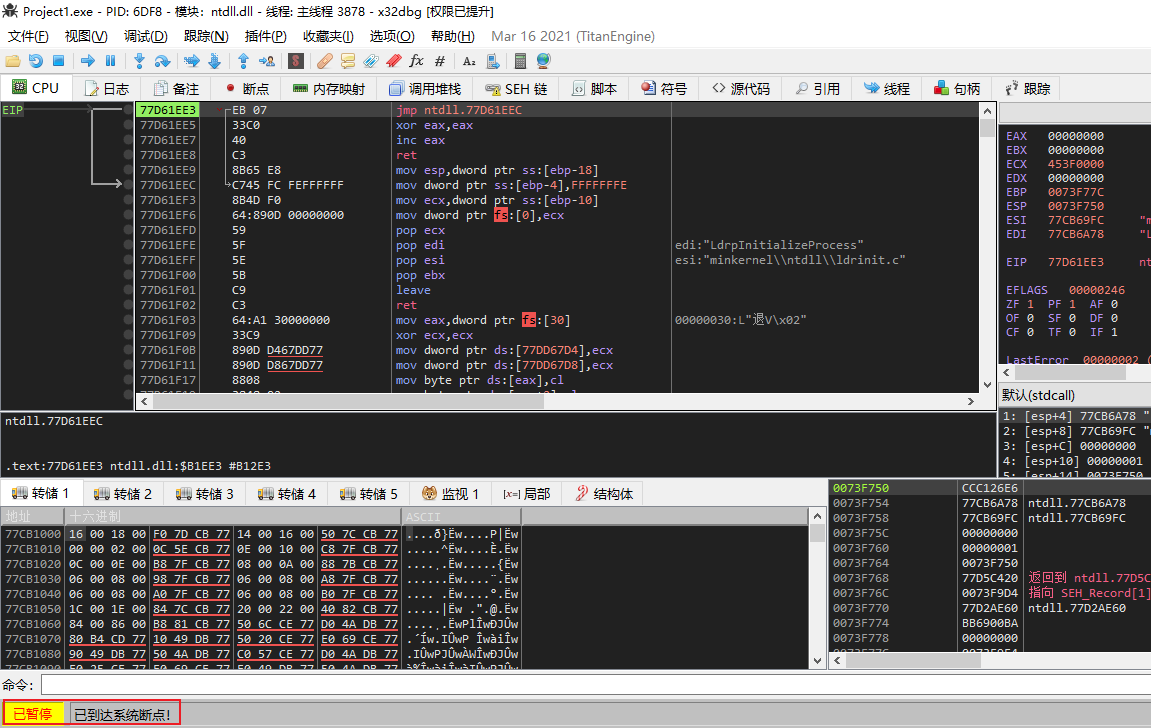 Project1.exe - PID: 6DF8 - 模块: ntdll.dll - 线程: 主线程 3878 - x32dbg [权限已提升]
文件(F) 视图(V) 调试(D) 跟踪(N) 插件(P) 收藏夹(I) 选项(O) 帮助(H) Mar 16 2021 (TitanEngine)
CPU 日志 备注 断点 内存映射 调用堆栈 SEH 链 脚本 符号 源代码 引用 线程 句柄 跟踪
EIP
77D61EE3 EB 07 jmp ntdll.77D61EEC
77D61EE5 33C0 xor eax,eax
77D61EE7 40 inc eax
77D61EE8 C3 ret
77D61EE9 8B65 E8 mov esp,dword ptr ss:[ebp-18]
77D61EEC C745 FC FEFFFFFF mov dword ptr ss:[ebp-4],FFFFFFFE
77D61EF3 8B4D F0 mov ecx,dword ptr ss:[ebp-10]
77D61EF6 64:890D 00000000 mov dword ptr fs:[0],ecx
77D61EFD 59 pop ecx
77D61EFE 5F pop edi edi:"LdrpInitializeProcess"
77D61EFF 5E pop esi esi:"minkernel\\ntdll\\ldrinit.c"
77D61F00 5B pop ebx
77D61F01 C9 leave
77D61F02 C3 ret
77D61F03 64:A1 30000000 mov eax,dword ptr fs:[30] 00000030:L"退V\x02"
77D61F09 33C9 xor ecx,ecx
77D61F0B 890D D467DD77 mov dword ptr ds:[77DD67D4],ecx
77D61F11 890D D867DD77 mov dword ptr ds:[77DD67D8],ecx
77D61F17 8808 mov byte ptr ds:[eax],cl
EAX 00000000
EBX 00000000
ECX 453F0000
EDX 00000000
EBP 0073F77C
ESP 0073F750
ESI 77CB69FC "m
EDI 77CB6A78 "L
EIP 77D61EE3 nt
EFLAGS 00000246
ZF 1 PF 1 AF 0
OF 0 SF 0 DF 0
CF 0 TF 0 IF 1
LastError 00000002 (
默认(stdcall)
1: [esp+4] 77CB6A78 "
2: [esp+8] 77CB69FC "
3: [esp+C] 00000000
4: [esp+10] 00000001
5: [esp+14] 0073F750
ntdll.77D61EEC
.text:77D61EE3 ntdll.dll:$B1EE3 #B12E3
转储 1 转储 2 转储 3 转储 4 转储 5 监视 1 [x=] 局部 结构体
地址 十六进制 ASCII
77CB1000 16 00 18 00 F0 7D CB 77 14 00 16 00 50 7C CB 77 ....ð}Ëw....P|Ëw
77CB1010 00 00 02 00 0C 5E CB 77 0E 00 10 00 C8 7F CB 77 .....^Ëw....È.Ëw
77CB1020 0C 00 0E 00 B8 7F CB 77 08 00 0A 00 88 7B CB 77 ....¸.Ëw.....{Ëw
77CB1030 06 00 08 00 98 7F CB 77 06 00 08 00 A8 7F CB 77 ......Ëw....¨.Ëw
77CB1040 06 00 08 00 A0 7F CB 77 06 00 08 00 B0 7F CB 77 .... .Ëw....°.Ëw
77CB1050 1C 00 1E 00 84 7C CB 77 20 00 22 00 40 82 CB 77 .....|Ëw .".@.Ëw
77CB1060 84 00 86 00 B8 81 CB 77 50 6C CE 77 D0 4A DB 77 ....¸.ËwPlÎwÐJÛw
77CB1070 80 B4 CD 77 10 49 DB 77 50 20 CE 77 E0 69 CE 77 .´Íw.IÛwP ÎwàiÎw
77CB1080 90 49 DB 77 50 4A DB 77 C0 57 CE 77 D0 4A DB 77 .IÛwPJÛwÀWÎwÐJÛw
0073F750 CCC126E6
0073F754 77CB6A78 ntdll.77CB6A78
0073F758 77CB69FC ntdll.77CB69FC
0073F75C 00000000
0073F760 00000001
0073F764 0073F750
0073F768 77D5C420 返回到 ntdll.77D5C
0073F76C 0073F9D4 指向 SEH_Record[1]
0073F770 77D2AE60 ntdll.77D2AE60
0073F774 BB6900BA
0073F778 00000000
命令:
已暂停 已到达系统断点!